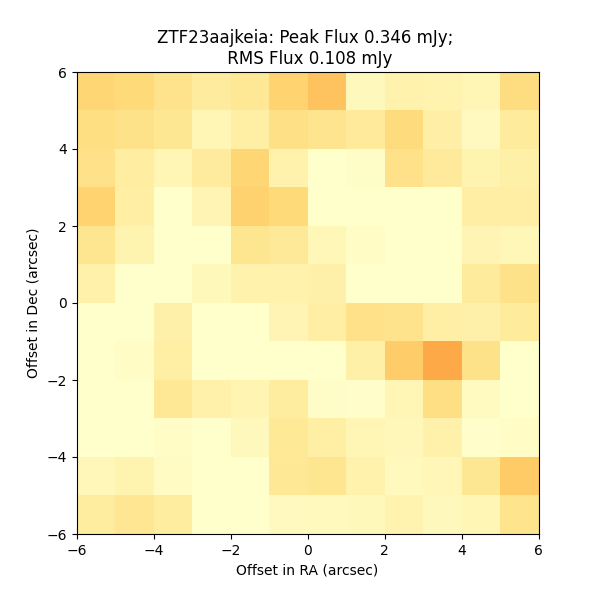 ZTF23aajkeia: Peak Flux 0.346 mJy;
RMS Flux 0.108 mJy
6
4
2
0
−2
−4
−6
Offset in Dec (arcsec)
−6 −4 −2 0 2 4 6
Offset in RA (arcsec)